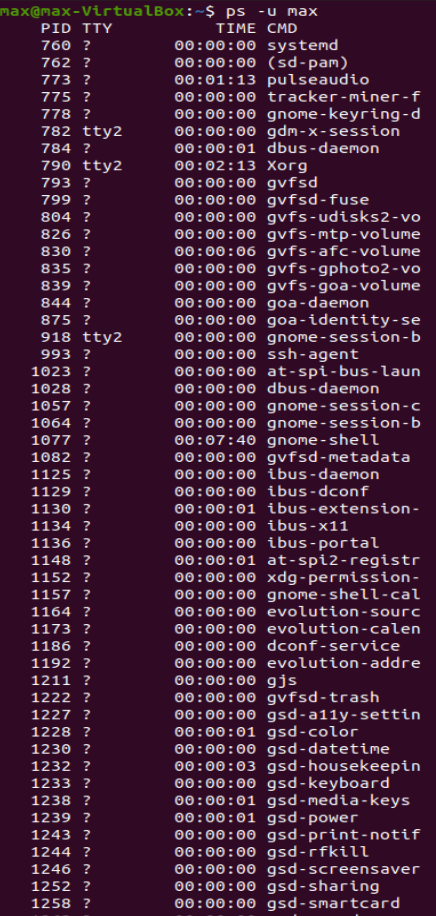 max@max-VirtualBox:~$ ps -u max
PID TTY TIME CMD
760 ? 00:00:00 systemd
762 ? 00:00:00 (sd-pam)
773 ? 00:01:13 pulseaudio
775 ? 00:00:00 tracker-miner-f
778 ? 00:00:00 gnome-keyring-d
782 tty2 00:00:00 gdm-x-session
784 ? 00:00:01 dbus-daemon
790 tty2 00:02:13 Xorg
793 ? 00:00:00 gvfsd
799 ? 00:00:00 gvfsd-fuse
804 ? 00:00:00 gvfs-udisks2-vo
826 ? 00:00:00 gvfs-mtp-volume
830 ? 00:00:06 gvfs-afc-volume
835 ? 00:00:00 gvfs-gphoto2-vo
839 ? 00:00:00 gvfs-goa-volume
844 ? 00:00:00 goa-daemon
875 ? 00:00:00 goa-identity-se
918 tty2 00:00:00 gnome-session-b
993 ? 00:00:00 ssh-agent
1023 ? 00:00:00 at-spi-bus-laun
1028 ? 00:00:00 dbus-daemon
1057 ? 00:00:00 gnome-session-c
1064 ? 00:00:00 gnome-session-b
1077 ? 00:07:40 gnome-shell
1082 ? 00:00:00 gvfsd-metadata
1125 ? 00:00:00 ibus-daemon
1129 ? 00:00:00 ibus-dconf
1130 ? 00:00:01 ibus-extension-
1134 ? 00:00:00 ibus-x11
1136 ? 00:00:00 ibus-portal
1148 ? 00:00:01 at-spi2-registr
1152 ? 00:00:00 xdg-permission-
1157 ? 00:00:00 gnome-shell-cal
1164 ? 00:00:00 evolution-sourc
1173 ? 00:00:00 evolution-calen
1186 ? 00:00:00 dconf-service
1192 ? 00:00:00 evolution-addre
1211 ? 00:00:00 gjs
1222 ? 00:00:00 gvfsd-trash
1227 ? 00:00:00 gsd-a11y-settin
1228 ? 00:00:01 gsd-color
1230 ? 00:00:00 gsd-datetime
1232 ? 00:00:03 gsd-housekeepin
1233 ? 00:00:00 gsd-keyboard
1238 ? 00:00:01 gsd-media-keys
1239 ? 00:00:01 gsd-power
1243 ? 00:00:00 gsd-print-notif
1244 ? 00:00:00 gsd-rfkill
1246 ? 00:00:00 gsd-screensaver
1252 ? 00:00:00 gsd-sharing
1258 ? 00:00:00 gsd-smartcard